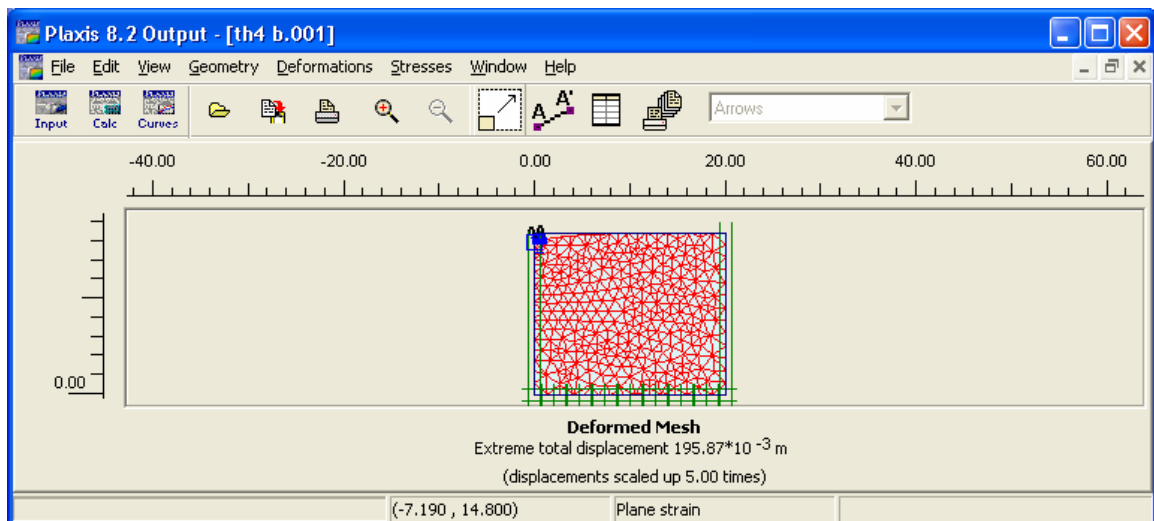 Plaxis 8.2 Output - [th4 b.001]
File Edit View Geometry Deformations Stresses Window Help
Input Calc Curves A A' Arrows
-40.00 -20.00 0.00 20.00 40.00 60.00
0.00
Deformed Mesh
Extreme total displacement 195.87*10 -3 m
(displacements scaled up 5.00 times)
(-7.190 , 14.800) Plane strain